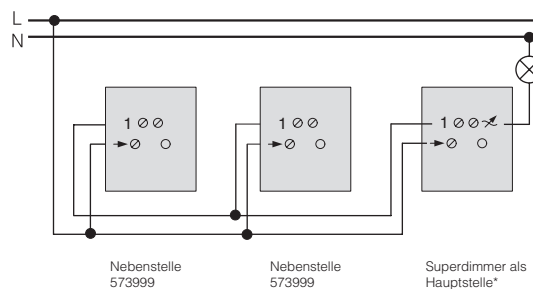 L
N
1
1
1
Nebenstelle
573999
Nebenstelle
573999
Superdimmer als
Hauptstelle*